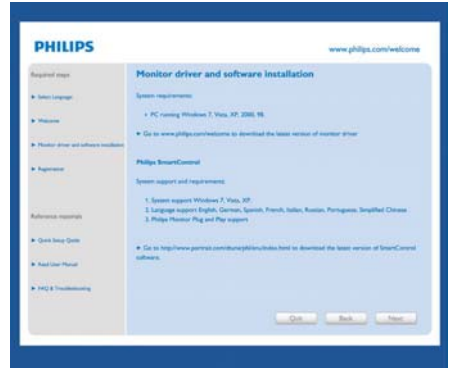 PHILIPS
www.philips.com/welcome
Required steps
Select Language
Welcome
Monitor driver and software installation
Registration
Reference materials
Quick Setup Guide
Read User Manual
FAQ & Troubleshooting
Monitor driver and software installation
System requirements:
PC running Windows 7, Vista, XP, 2000, 98.
Go to www.philips.com/welcome to download the latest version of monitor driver
Philips SmartControl
System support and requirements:
1. System support Windows 7, Vista, XP.
2. Language support English, German, Spanish, French, Italian, Russian, Portuguese, Simplified Chinese
3. Philips Monitor Plug and Play support
Go to to download the latest version of SmartControl
software.
Quit Back Next